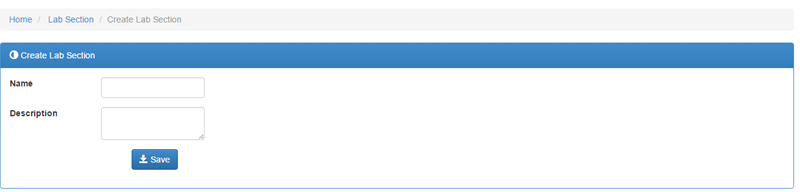 Home / Lab Section / Create Lab Section
Create Lab Section
Name
Description
Save